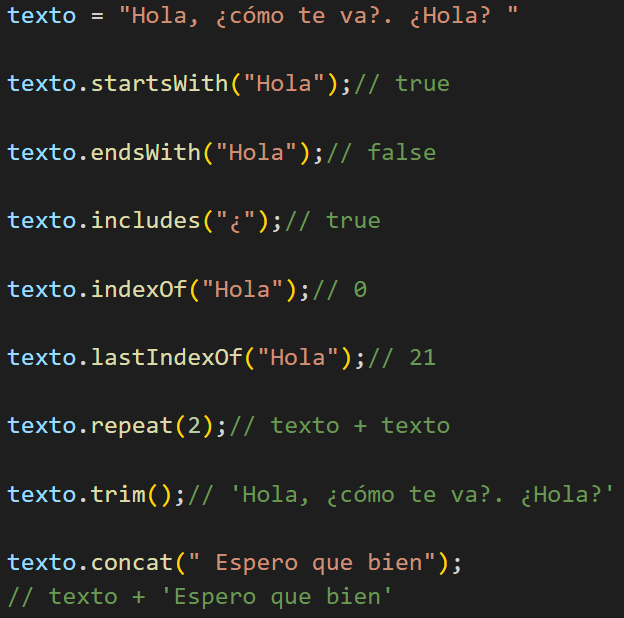 texto = "Hola, ¿cómo te va?. ¿Hola? "
texto.startsWith("Hola");// true
texto.endsWith("Hola");// false
texto.includes("¿");// true
texto.indexOf("Hola");// 0
texto.lastIndexOf("Hola");// 21
texto.repeat(2);// texto + texto
texto.trim();// 'Hola, ¿cómo te va?. ¿Hola?'
texto.concat(" Espero que bien");
// texto + 'Espero que bien'